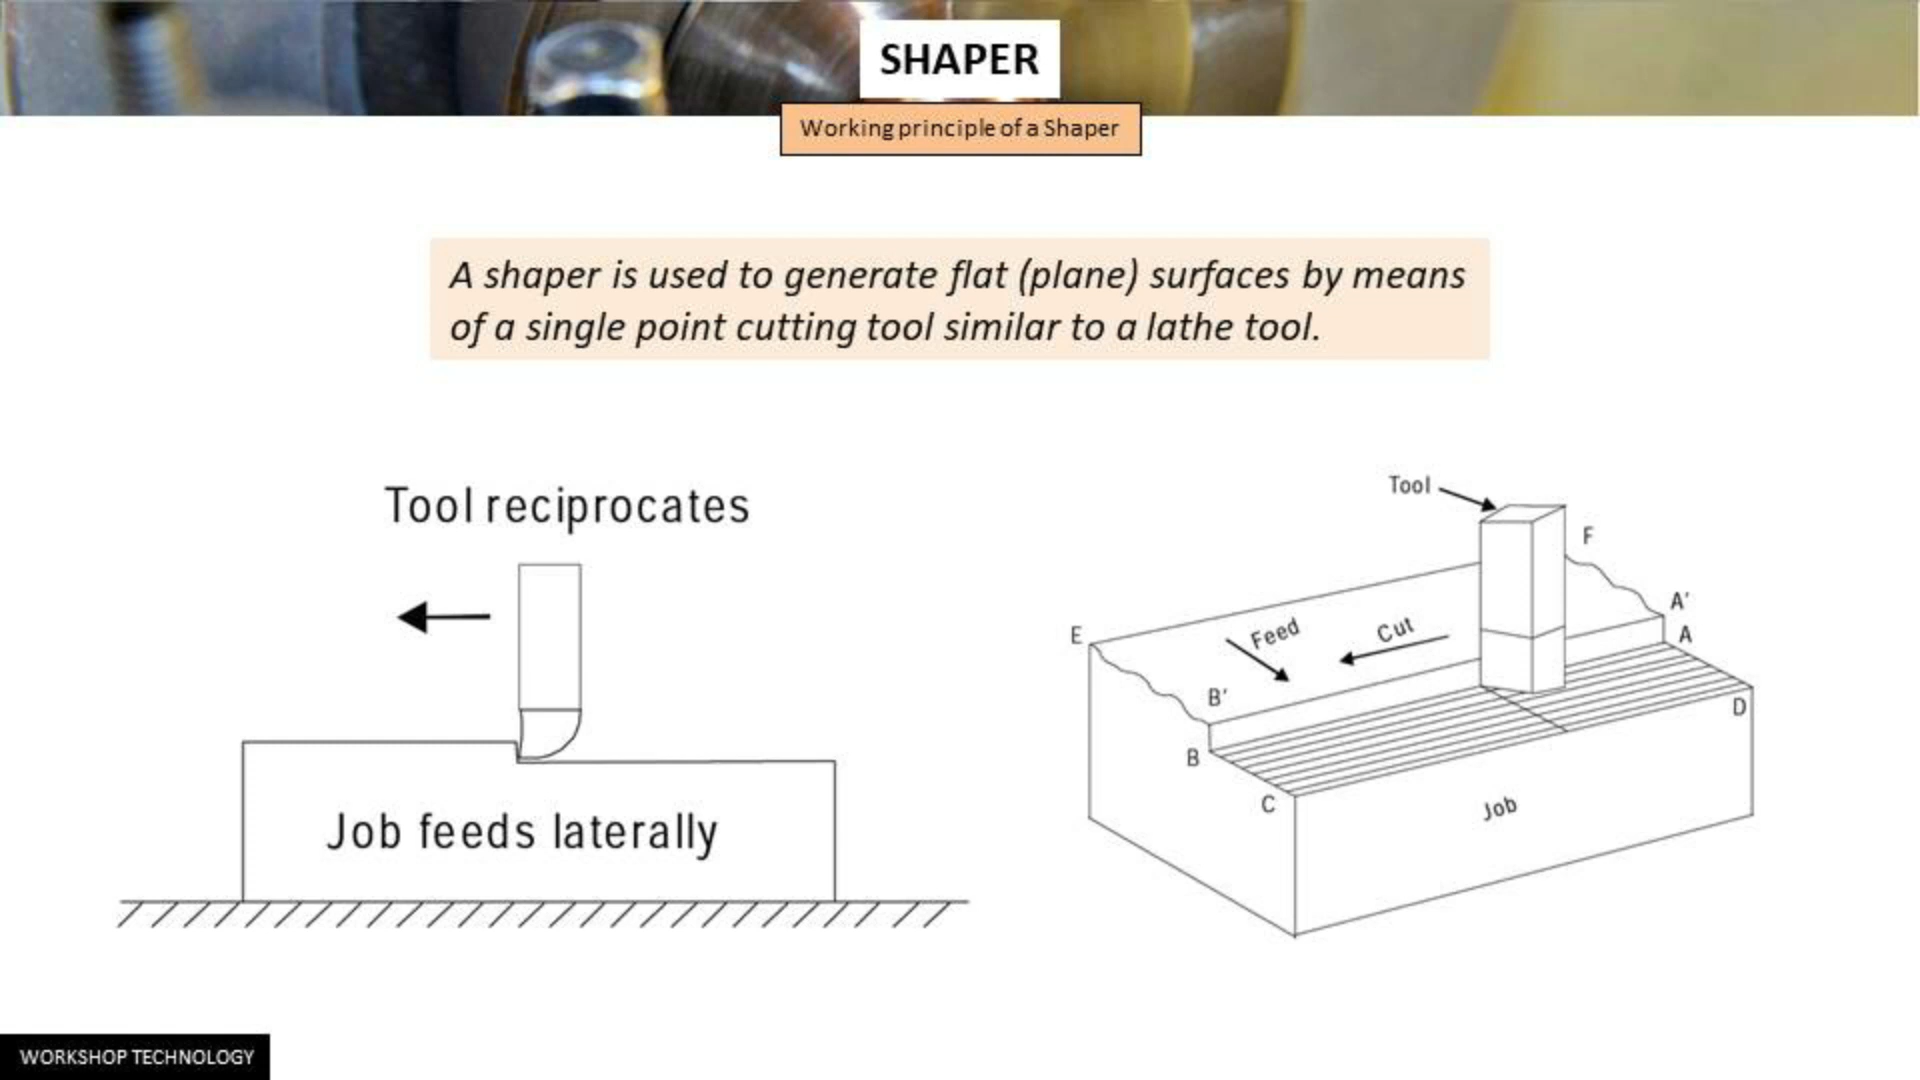 SHAPER
Working principle of a Shaper
A shaper is used to generate flat (plane) surfaces by means
of a single point cutting tool similar to a lathe tool.
Tool reciprocates
Job feeds laterally
Tool
F
A'
A
E
Feed
Cut
B'
B
C
D
Job
WORKSHOP TECHNOLOGY